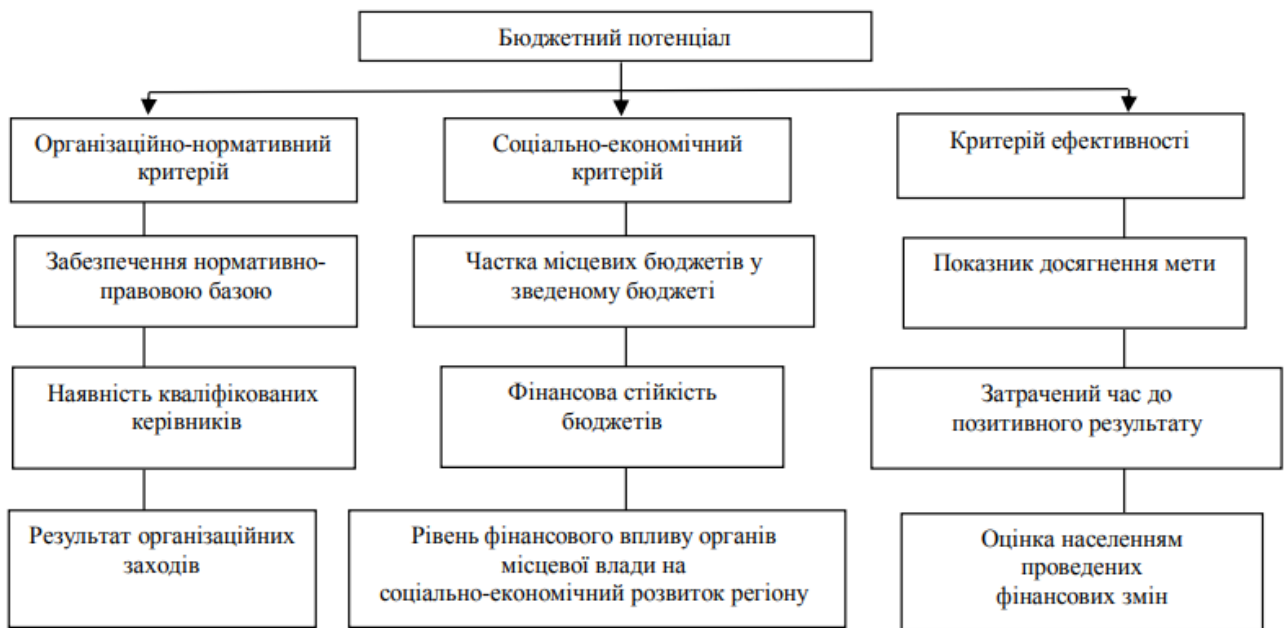 Бюджетний потенціал
Організаційно-нормативний
критерій
Соціально-економічний
критерій
Критерій ефективності
Забезпечення нормативно-
правовою базою
Частка місцевих бюджетів у
зведеному бюджеті
Показник досягнення мети
Наявність кваліфікованих
керівників
Фінансова стійкість
бюджетів
Затрачений час до
позитивного результату
Результат організаційних
заходів
Рівень фінансового впливу органів
місцевої влади на
соціально-економічний розвиток регіону
Оцінка населенням
проведених
фінансових змін